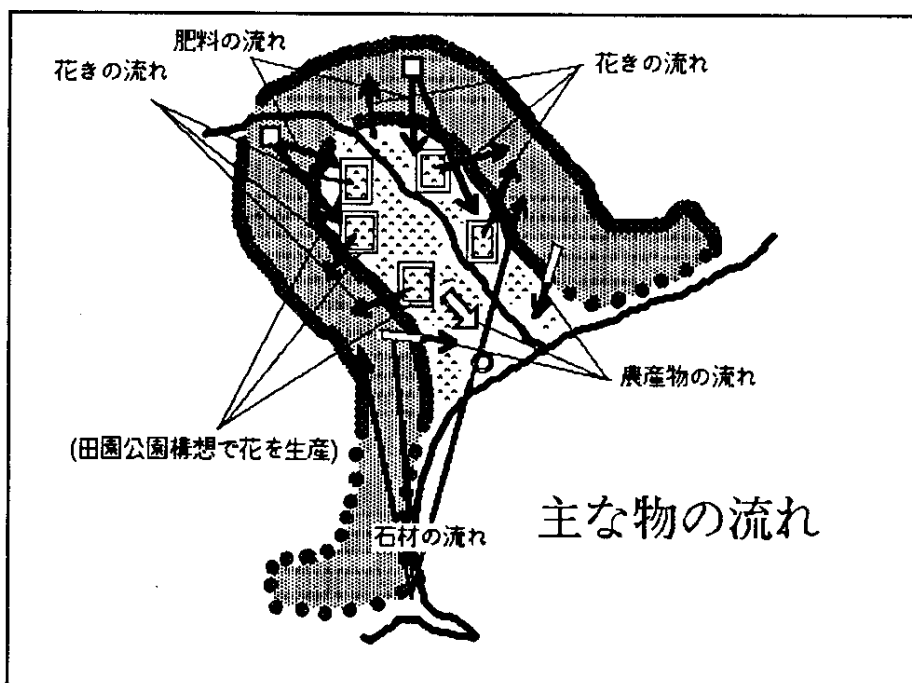 肥料の流れ
花きの流れ
花きの流れ
農産物の流れ
(田園公園構想で花を生産)
石材の流れ
主な物の流れ